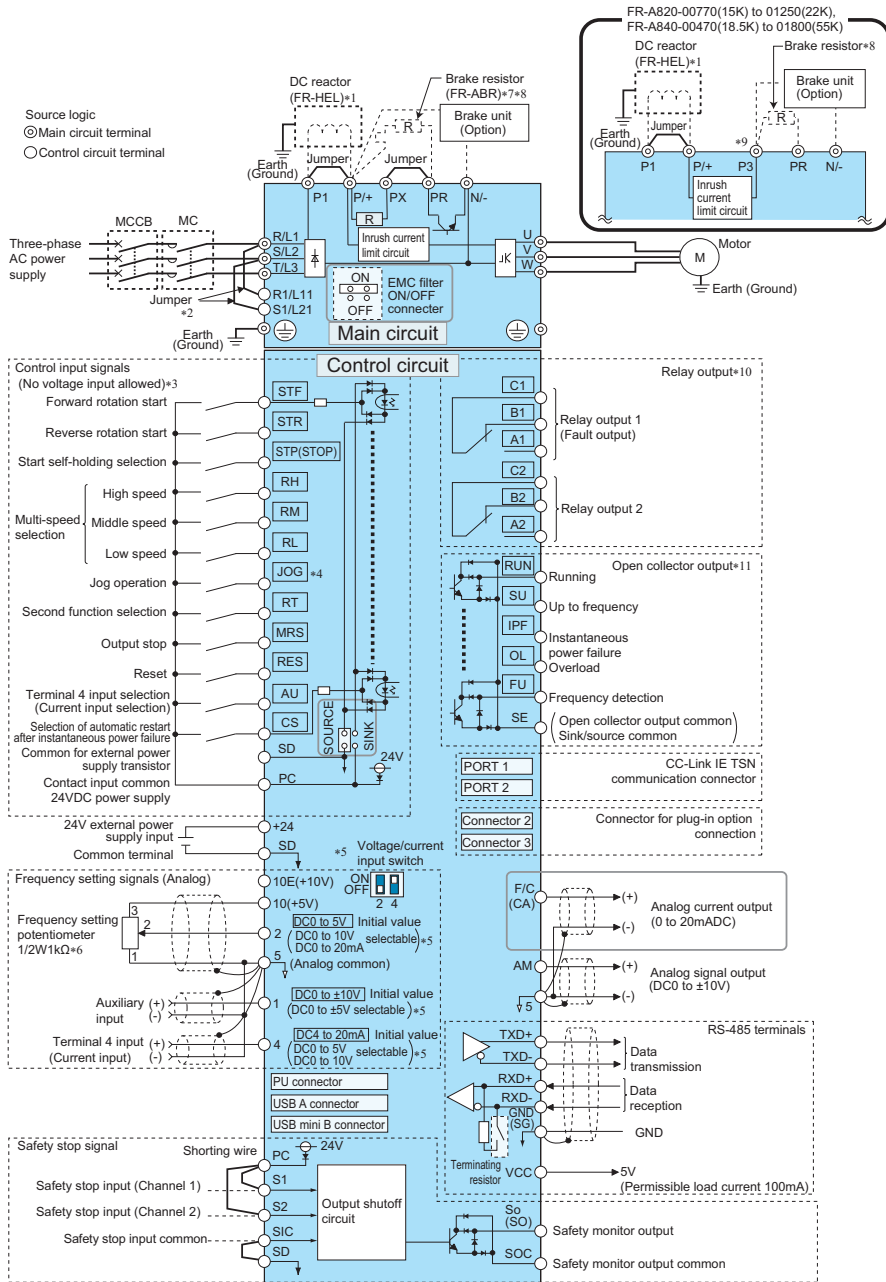 FR-A820-00770(15K) to 01250(22K),
FR-A840-00470(18.5K) to 01800(55K)
DC reactor
(FR-HEL)*1
Brake resistor*8
Brake unit
(Option)
R
Earth
(Ground)
Jumper
*9
P1
P/+
P3
PR
N/-
Inrush
current
limit circuit
Source logic
Main circuit terminal
Control circuit terminal
DC reactor
(FR-HEL)*1
Brake resistor
(FR-ABR)*7*8
Brake unit
(Option)
R
Earth
(Ground)
Jumper
Jumper
P1
P/+
PX
PR
N/-
R
Inrush current
limit circuit
MCCB
MC
Three-phase
AC power
supply
R/L1
S/L2
T/L3
R1/L11
S1/L21
Jumper
*2
Earth
(Ground)
ON
OFF
EMC filter
ON/OFF
connecter
U
V
W
Motor
M
Earth (Ground)
Main circuit
Control circuit
Control input signals
(No voltage input allowed)*3
Forward rotation start
STF
Reverse rotation start
STR
Start self-holding selection
STP(STOP)
Multi-speed
selection
High speed
RH
Middle speed
RM
Low speed
RL
Jog operation
JOG *4
Second function selection
RT
Output stop
MRS
Reset
RES
Terminal 4 input selection
(Current input selection)
AU
Selection of automatic restart
after instantaneous power failure
CS
Common for external power
supply transistor
SD
Contact input common
24VDC power supply
PC
SOURCE
SINK
24V
Relay output*10
C1
B1
A1
Relay output 1
(Fault output)
C2
B2
A2
Relay output 2
Open collector output*11
RUN
Running
SU
Up to frequency
IPF
Instantaneous
power failure
OL
Overload
FU
Frequency detection
SE
Open collector output common
Sink/source common
PORT 1
PORT 2
CC-Link IE TSN
communication connector
Connector 2
Connector 3
Connector for plug-in option
connection
24V external power
supply input
+24
Common terminal
SD
*5
Voltage/current
input switch
ON
OFF
2 4
Frequency setting signals (Analog)
Frequency setting
potentiometer
1/2W1kΩ*6
3
2
1
10E(+10V)
10(+5V)
2
DC0 to 5V Initial value
DC0 to 10V
DC0 to 20mA
selectable *5
5
(Analog common)
Auxiliary
input
(+)
(-)
1
DC0 to ±10V Initial value
(DC0 to ±5V selectable)*5
Terminal 4 input
(Current input)
(+)
(-)
4
DC4 to 20mA Initial value
DC0 to 5V
DC0 to 10V
selectable *5
F/C
(CA)
(+)
(-)
Analog current output
(0 to 20mADC)
AM
5
(+)
(-)
Analog signal output
(DC0 to ±10V)
RS-485 terminals
TXD+
TXD-
Data
transmission
RXD+
RXD-
Data
reception
GND
(SG)
GND
Terminating
resistor
VCC
5V
(Permissible load current 100mA)
PU connector
USB A connector
USB mini B connector
Safety stop signal
Shorting wire
PC
24V
Safety stop input (Channel 1)
S1
Safety stop input (Channel 2)
S2
Safety stop input common
SIC
SD
Output shutoff
circuit
So
(SO)
Safety monitor output
SOC
Safety monitor output common